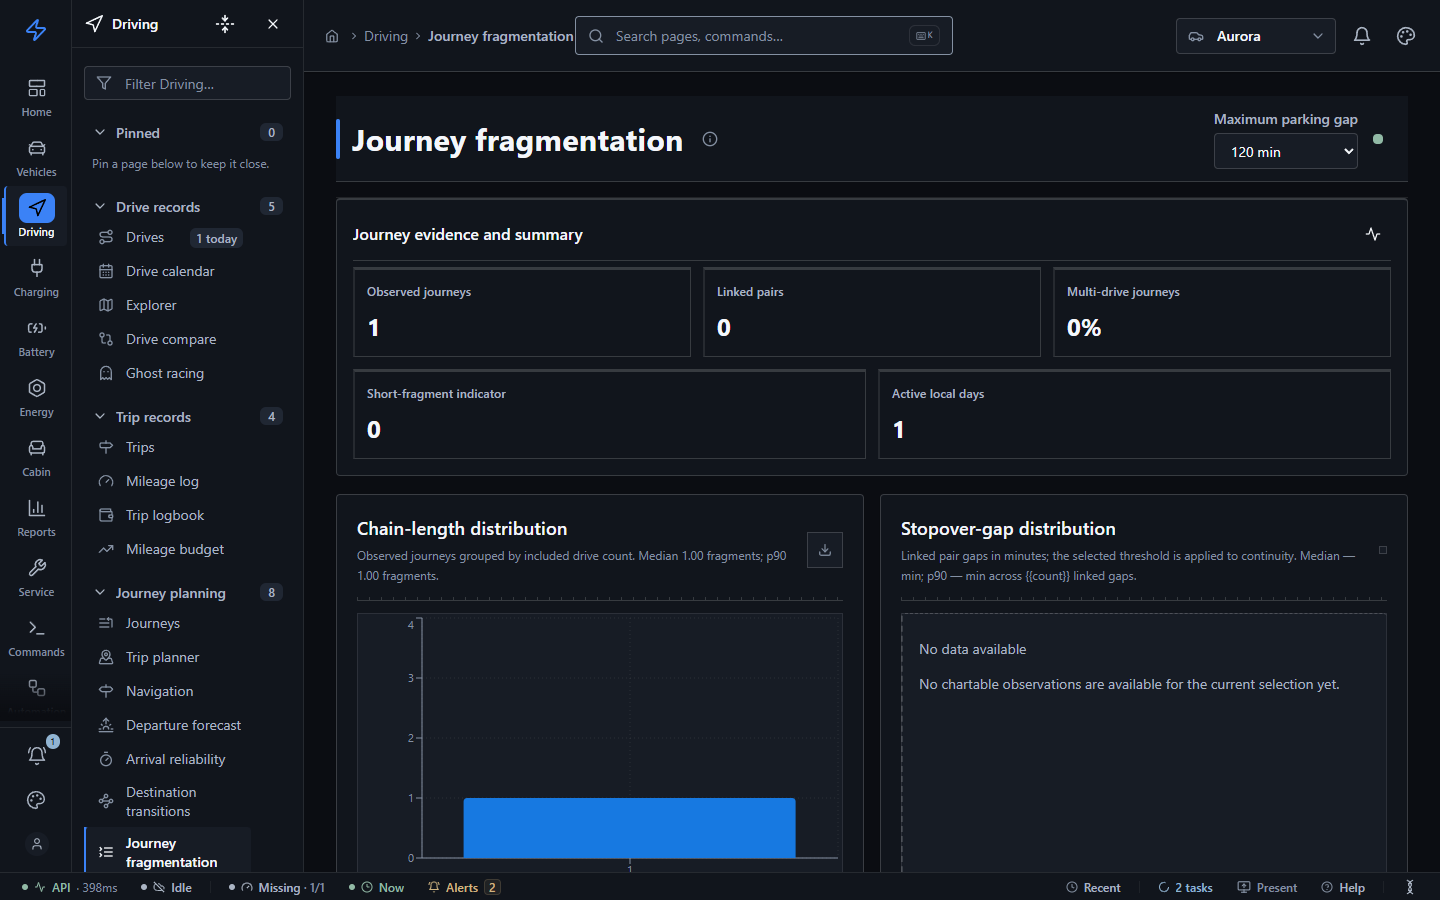 Driving
Driving
Journey fragmentation
Search pages, commands...
K
Aurora
Home
Vehicles
Driving
Charging
Battery
Energy
Cabin
Reports
Service
Commands
1
Filter Driving...
Pinned
0
Pin a page below to keep it close.
Drive records
5
Drives
1 today
Drive calendar
Explorer
Drive compare
Ghost racing
Trip records
4
Trips
Mileage log
Trip logbook
Mileage budget
Journey planning
8
Journeys
Trip planner
Navigation
Departure forecast
Arrival reliability
Destination
transitions
Journey
fragmentation
Journey fragmentation
Maximum parking gap
120 min
Journey evidence and summary
Observed journeys
1
Linked pairs
0
Multi-drive journeys
0%
Short-fragment indicator
0
Active local days
1
Chain-length distribution
Observed journeys grouped by included drive count. Median 1.00 fragments; p90
1.00 fragments.
4
3
2
1
0
Stopover-gap distribution
Linked pair gaps in minutes; the selected threshold is applied to continuity. Median —
min; p90 — min across {{count}} linked gaps.
No data available
No chartable observations are available for the current selection yet.
API · 398ms
Idle
Missing · 1/1
Now
Alerts 2
Recent
2 tasks
Present
Help